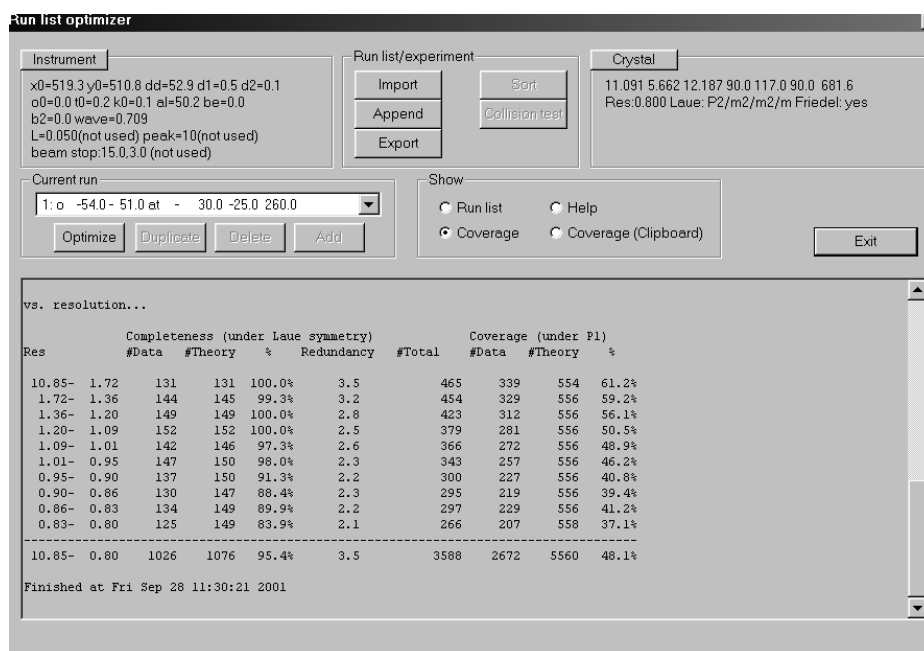 Run list optimizer
Instrument
x0=519.3 y0=510.8 dd=52.9 d1=0.5 d2=0.1
o0=0.0 t0=0.2 k0=0.1 al=50.2 be=0.0
b2=0.0 wave=0.709
L=0.050(not used) peak=10(not used)
beam stop:15.0,3.0 (not used)
Run list/experiment
Import
Sort
Append
Collision test
Export
Crystal
11.091 5.662 12.187 90.0 117.0 90.0 681.6
Res:0.800 Laue: P2/m2/m2/m Friedel: yes
Current run
1: o -54.0 - 51.0 at - 30.0 -25.0 260.0
Optimize
Duplicate
Delete
Add
Show
Run list
Help
Coverage
Coverage (Clipboard)
Exit
vs. resolution...
Completeness (under Laue symmetry) Coverage (under P1)
Res #Data #Theory % Redundancy #Total #Data #Theory %
10.85- 1.72 131 131 100.0% 3.5 465 339 554 61.2%
1.72- 1.36 144 145 99.3% 3.2 454 329 556 59.2%
1.36- 1.20 149 149 100.0% 2.8 423 312 556 56.1%
1.20- 1.09 152 152 100.0% 2.5 379 281 556 50.5%
1.09- 1.01 142 146 97.3% 2.6 366 272 556 48.9%
1.01- 0.95 147 150 98.0% 2.3 343 257 556 46.2%
0.95- 0.90 137 150 91.3% 2.2 300 227 556 40.8%
0.90- 0.86 130 147 88.4% 2.3 295 219 556 39.4%
0.86- 0.83 134 149 89.9% 2.2 297 229 556 41.2%
0.83- 0.80 125 149 83.9% 2.1 266 207 558 37.1%
10.85- 0.80 1026 1076 95.4% 3.5 3588 2672 5560 48.1%
Finished at Fri Sep 28 11:30:21 2001